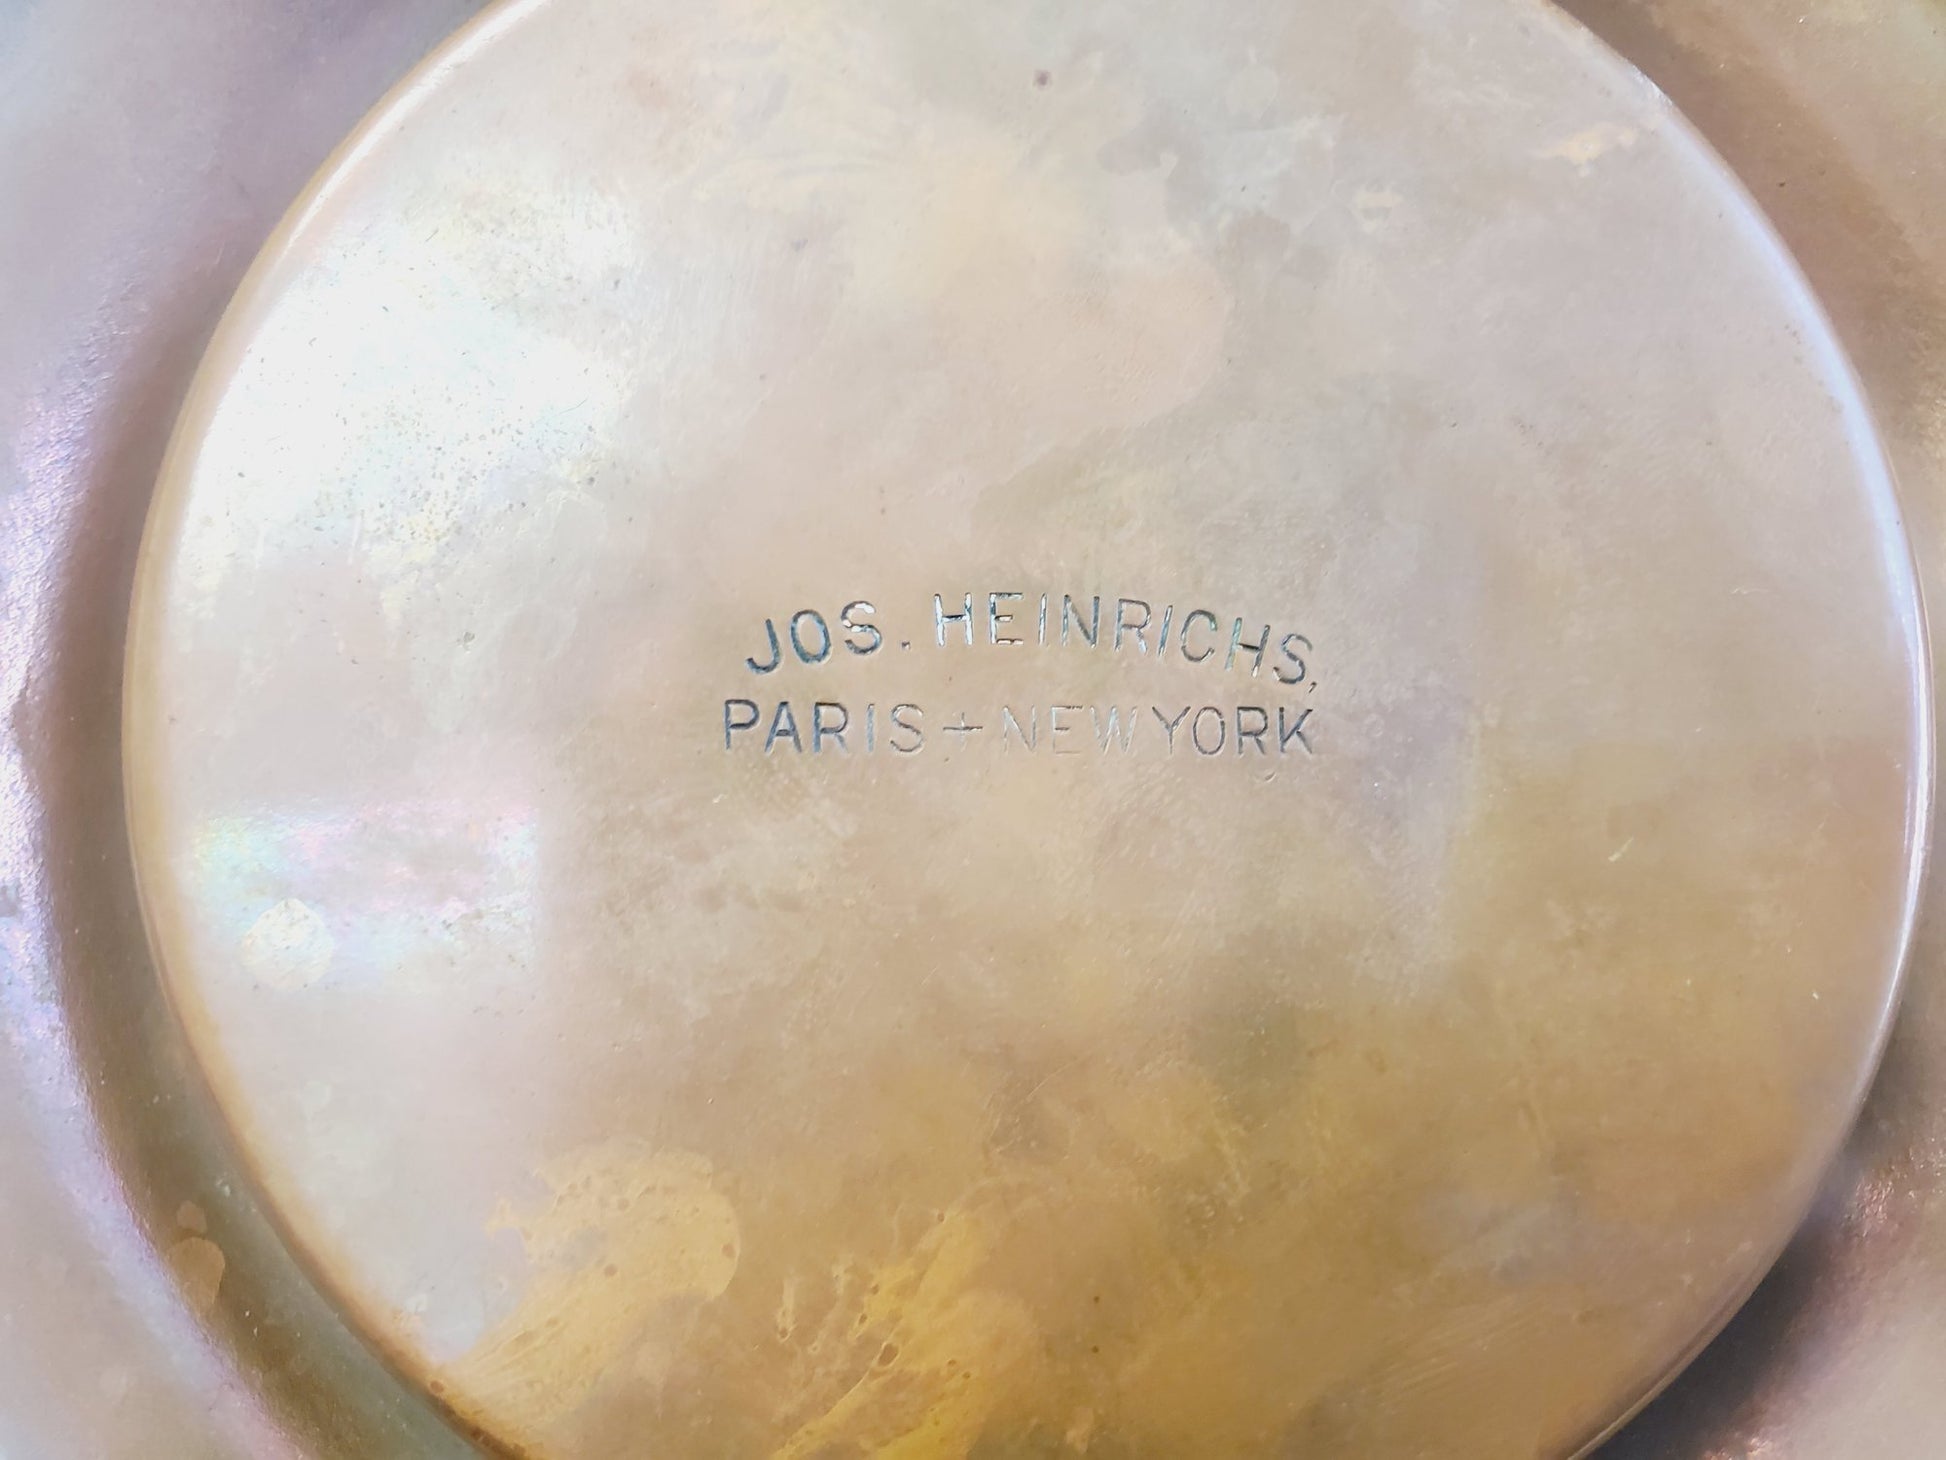 JOS. HEINRICHS,
PARIS + NEW YORK